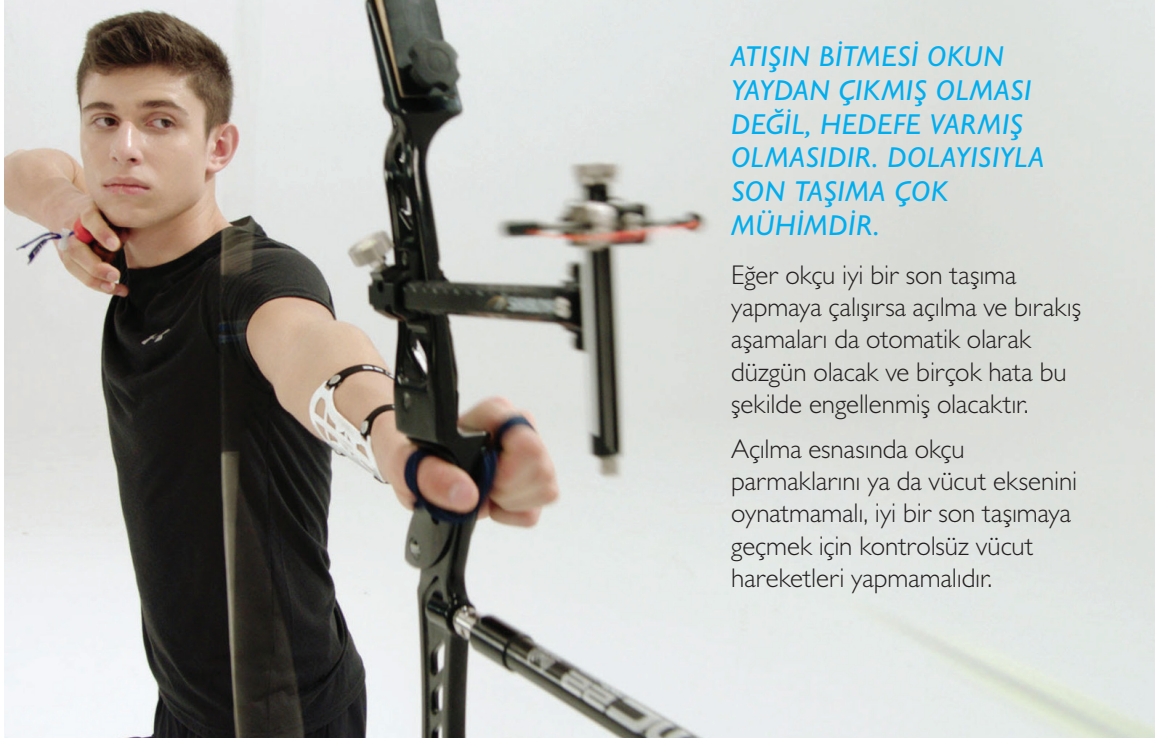 ATIŞIN BİTMESİ OKUN
YAYDAN ÇIKMIŞ OLMASI
DEĞİL, HEDEFE VARMIŞ
OLMASIDIR. DOLAYISIYLA
SON TAŞIMA ÇOK
MÜHİMDİR.
Eğer okçu iyi bir son taşıma
yapmaya çalışırsa açılma ve bırakış
aşamaları da otomatik olarak
düzgün olacak ve birçok hata bu
şekilde engellenmiş olacaktır.
Açılma esnasında okçu
parmaklarını ya da vücut eksenini
oynatmamalı, iyi bir son taşımaya
geçmek için kontrolsüz vücut
hareketleri yapmamalıdır.